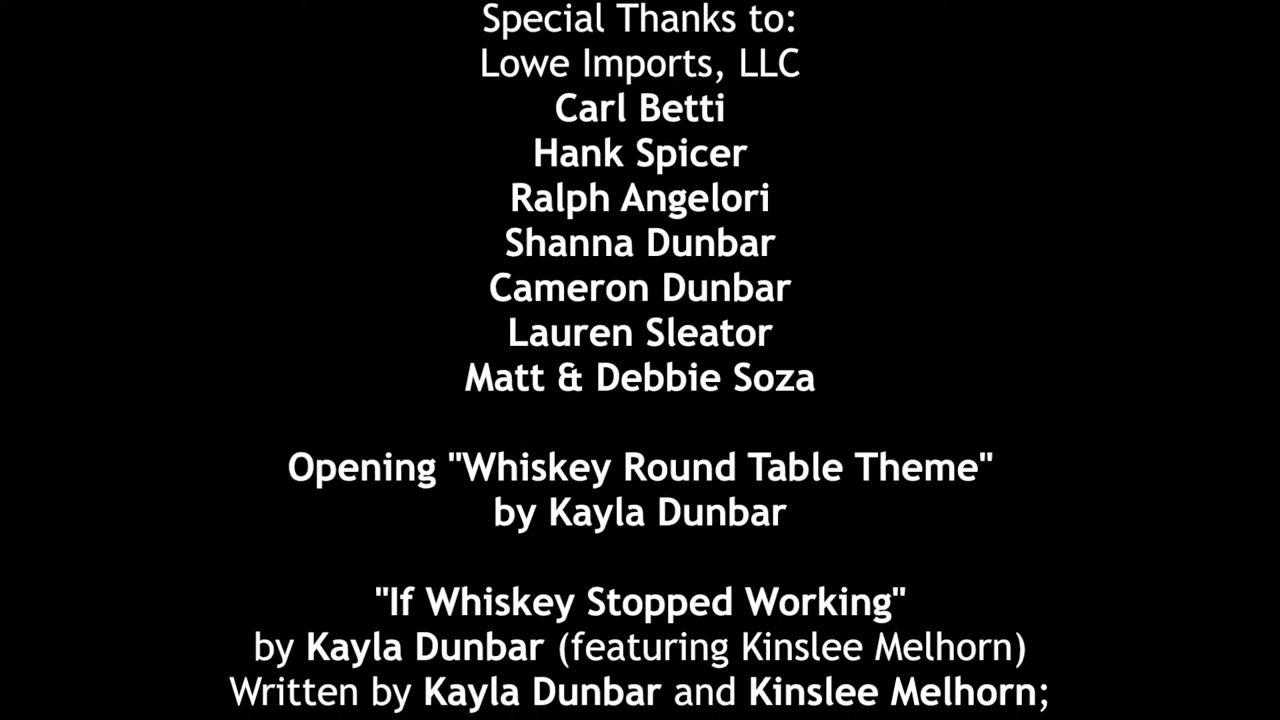 Special Thanks to:
Lowe Imports, LLC
Carl Betti
Hank Spicer
Ralph Angelori
Shanna Dunbar
Cameron Dunbar
Lauren Sleator
Matt & Debbie Soza
Opening "Whiskey Round Table Theme"
by Kayla Dunbar
"If Whiskey Stopped Working"
by Kayla Dunbar (featuring Kinslee Melhorn)
Written by Kayla Dunbar and Kinslee Melhorn;